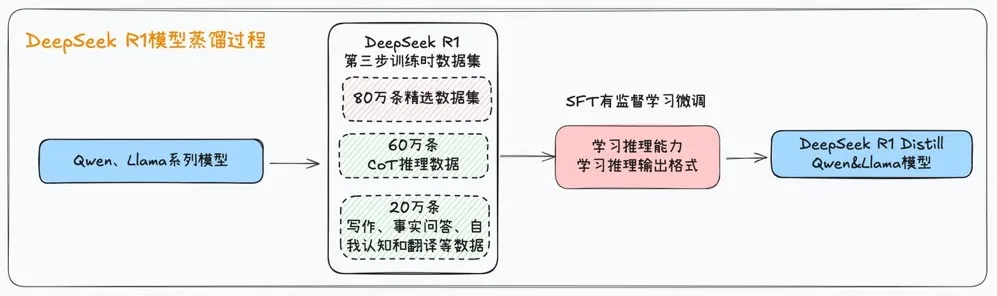 DeepSeek R1模型蒸馏过程
Qwen、Llama系列模型
DeepSeek R1
第三步训练时数据集
80万条精选数据集
60万条
CoT推理数据
20万条
写作、事实问答、自
我认知和翻译等数据
SFT有监督学习微调
学习推理能力
学习推理输出格式
DeepSeek R1 Distill
Qwen&Llama模型